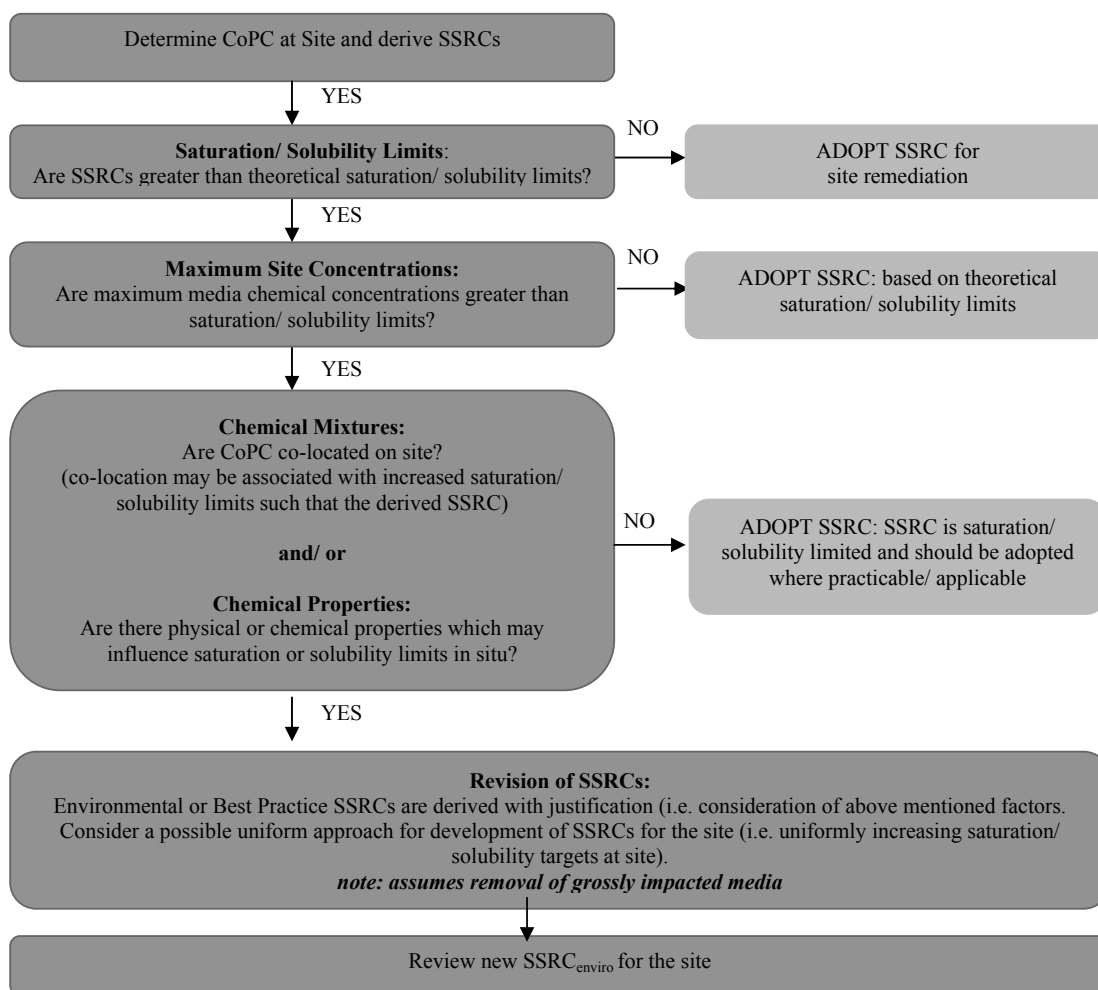 Determine CoPC at Site and derive SSRCs
YES
Saturation/ Solubility Limits:
Are SSRCs greater than theoretical saturation/ solubility limits?
NO
ADOPT SSRC for
site remediation
YES
Maximum Site Concentrations:
Are maximum media chemical concentrations greater than
saturation/ solubility limits?
NO
ADOPT SSRC: based on theoretical
saturation/ solubility limits
YES
Chemical Mixtures:
Are CoPC co-located on site?
(co-location may be associated with increased saturation/
solubility limits such that the derived SSRC)
and/ or
Chemical Properties:
Are there physical or chemical properties which may
influence saturation or solubility limits in situ?
NO
ADOPT SSRC: SSRC is saturation/
solubility limited and should be adopted
where practicable/ applicable
YES
Revision of SSRCs:
Environmental or Best Practice SSRCs are derived with justification (i.e. consideration of above mentioned factors.
Consider a possible uniform approach for development of SSRCs for the site (i.e. uniformly increasing saturation/
solubility targets at site).
note: assumes removal of grossly impacted media
Review new SSRCenviro for the site